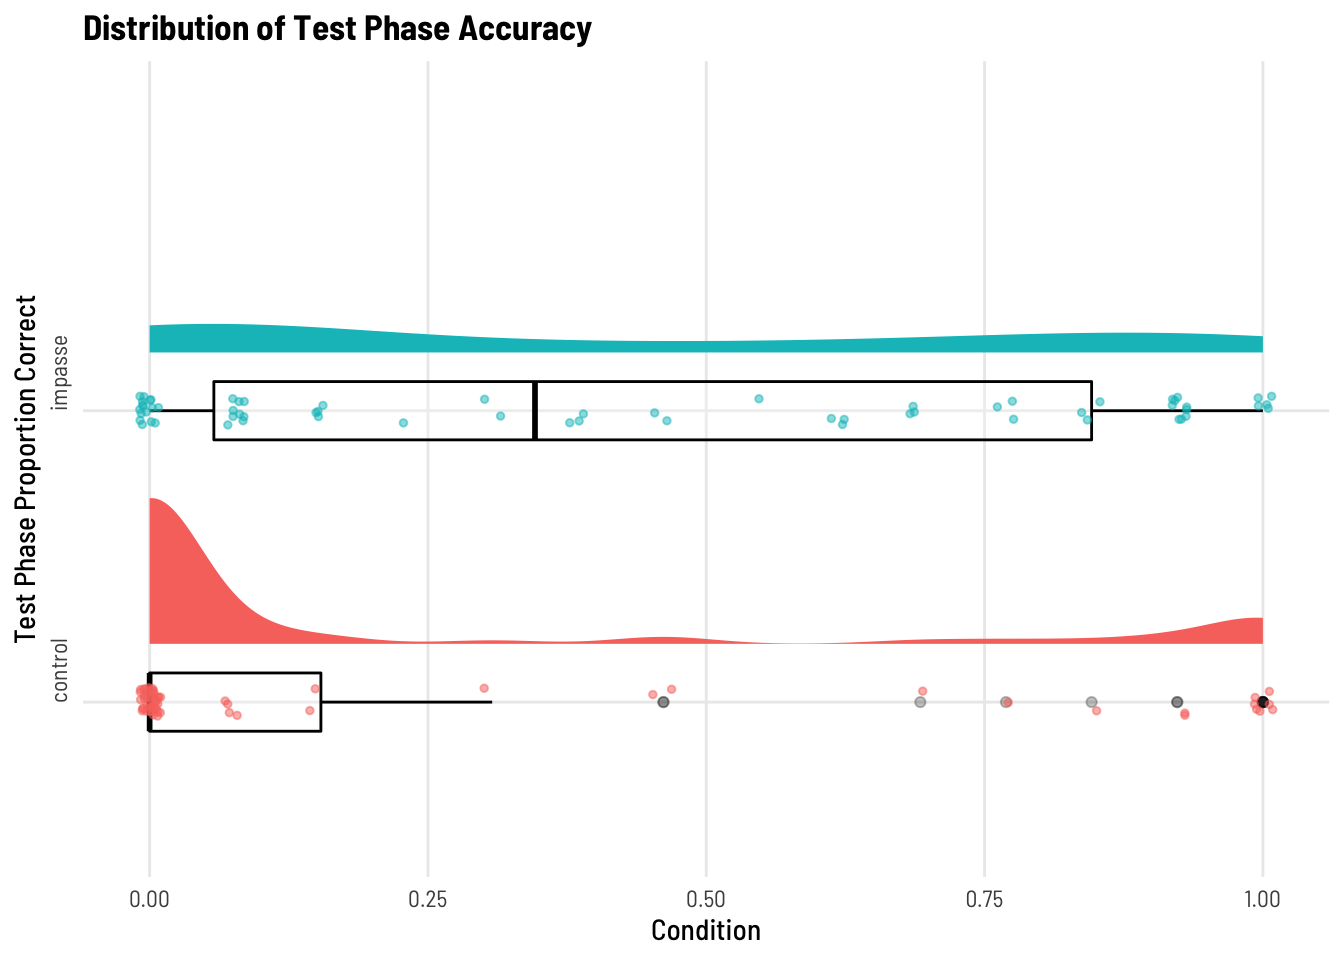 Distribution of Test Phase Accuracy
Test Phase Proportion Correct
impasse
control
0.00 0.25 0.50 0.75 1.00
Condition